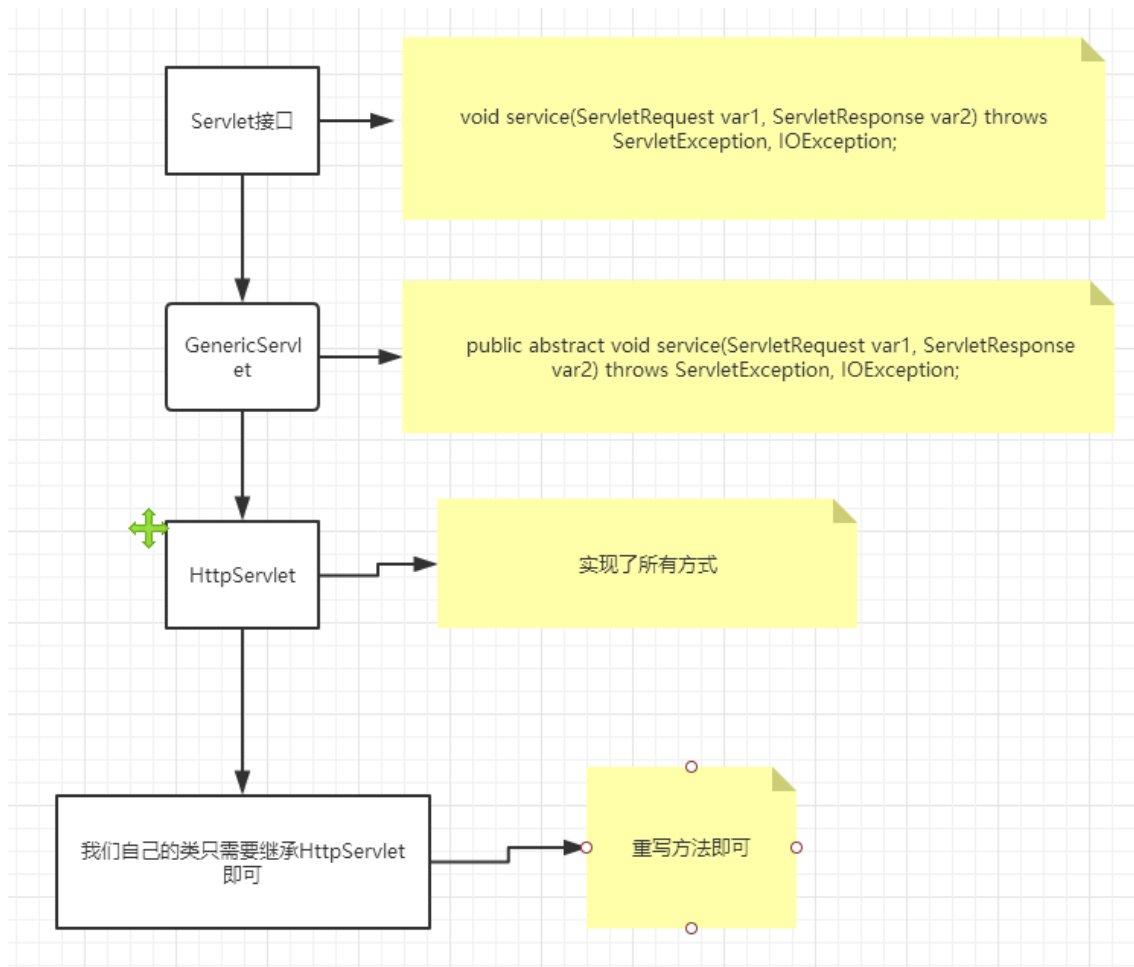 Servlet接口
void service(ServletRequest var1, ServletResponse var2) throws
ServletException, IOException;
GenericServl
et
public abstract void service(ServletRequest var1, ServletResponse
var2) throws ServletException, IOException;
HttpServlet
实现了所有方式
我们自己的类只需要继承HttpServlet
即可
重写方法即可